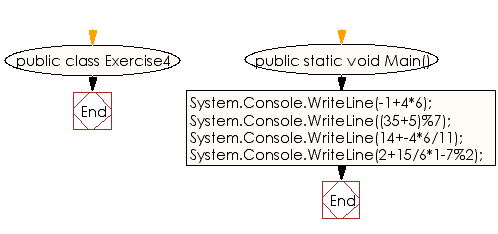 public class Exercise4
End
public static void Main()
System.Console.WriteLine(-1+4*6);
System.Console.WriteLine((35+5)%7);
System.Console.WriteLine(14+-4*6/11);
System.Console.WriteLine(2+15/6*1-7%2);
End